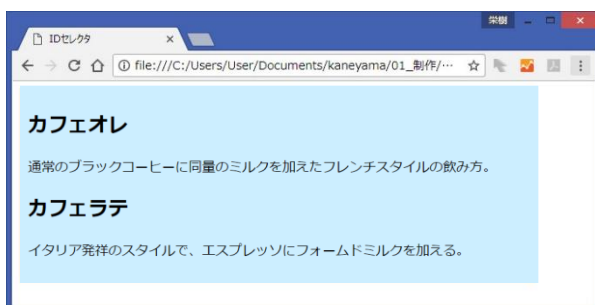 栄樹
IDセレクタ
file:///C:/Users/User/Documents/kaneyama/01_制作/…
カフェオレ
通常のブラックコーヒーに同量のミルクを加えたフレンチスタイルの飲み方。
カフェラテ
イタリア発祥のスタイルで、エスプレッソにフォームドミルクを加える。